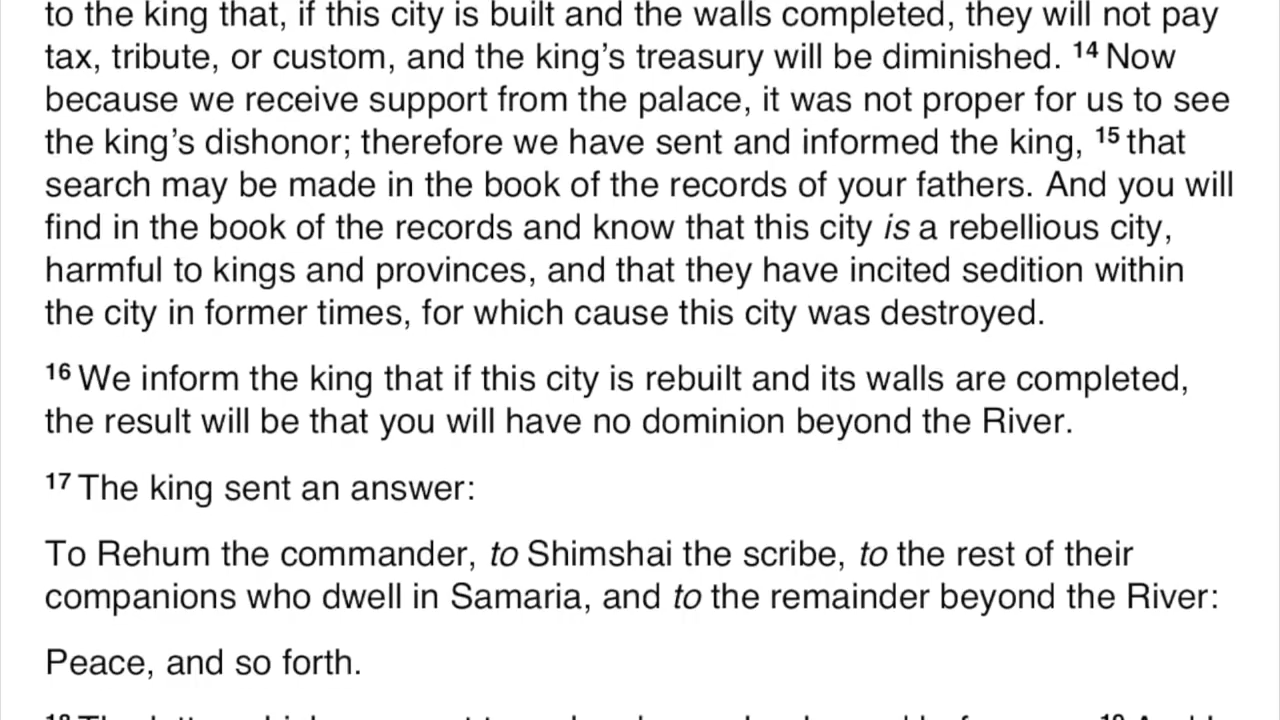 to the king that, if this city is built and the walls completed, they will not pay
tax, tribute, or custom, and the king’s treasury will be diminished. 14 Now
because we receive support from the palace, it was not proper for us to see
the king’s dishonor; therefore we have sent and informed the king, 15 that
search may be made in the book of the records of your fathers. And you will
find in the book of the records and know that this city is a rebellious city,
harmful to kings and provinces, and that they have incited sedition within
the city in former times, for which cause this city was destroyed.
16 We inform the king that if this city is rebuilt and its walls are completed,
the result will be that you will have no dominion beyond the River.
17 The king sent an answer:
To Rehum the commander, to Shimshai the scribe, to the rest of their
companions who dwell in Samaria, and to the remainder beyond the River:
Peace, and so forth.